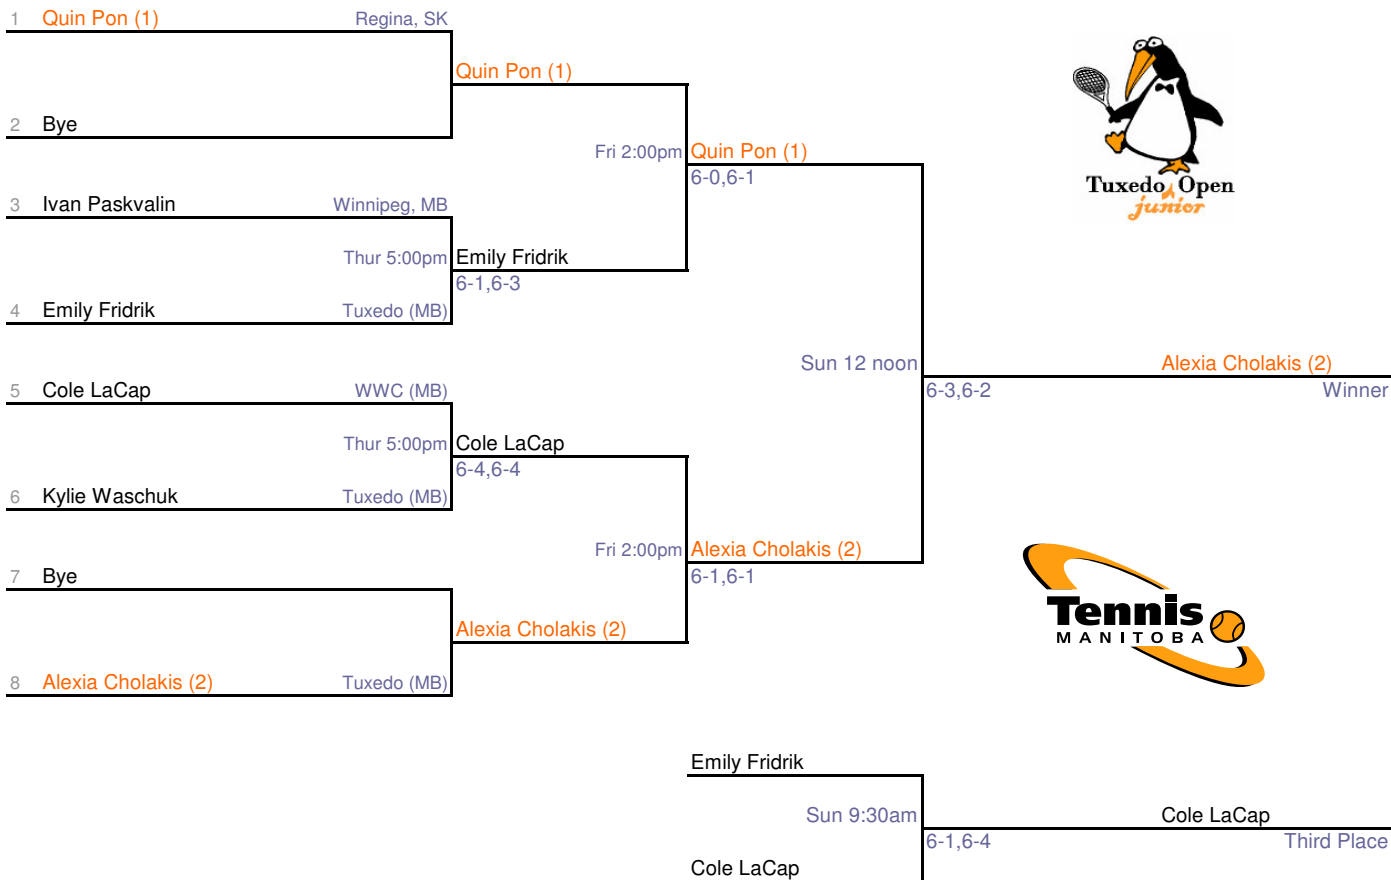 1 Quin Pon (1) Regina, SK
Quin Pon (1)
2 Bye
Fri 2:00pm Quin Pon (1)
6-0,6-1
Tuxedo Open
junior
3 Ivan Paskvalin Winnipeg, MB
Thur 5:00pm Emily Fridrik
6-1,6-3
4 Emily Fridrik Tuxedo (MB)
Sun 12 noon Alexia Cholakis (2)
6-3,6-2 Winner
5 Cole LaCap WWC (MB)
Thur 5:00pm Cole LaCap
6-4,6-4
6 Kylie Waschuk Tuxedo (MB)
Fri 2:00pm Alexia Cholakis (2)
6-1,6-1
7 Bye
Tennis
MANITOBA
Alexia Cholakis (2)
8 Alexia Cholakis (2) Tuxedo (MB)
Emily Fridrik
Sun 9:30am Cole LaCap
6-1,6-4 Third Place
Cole LaCap